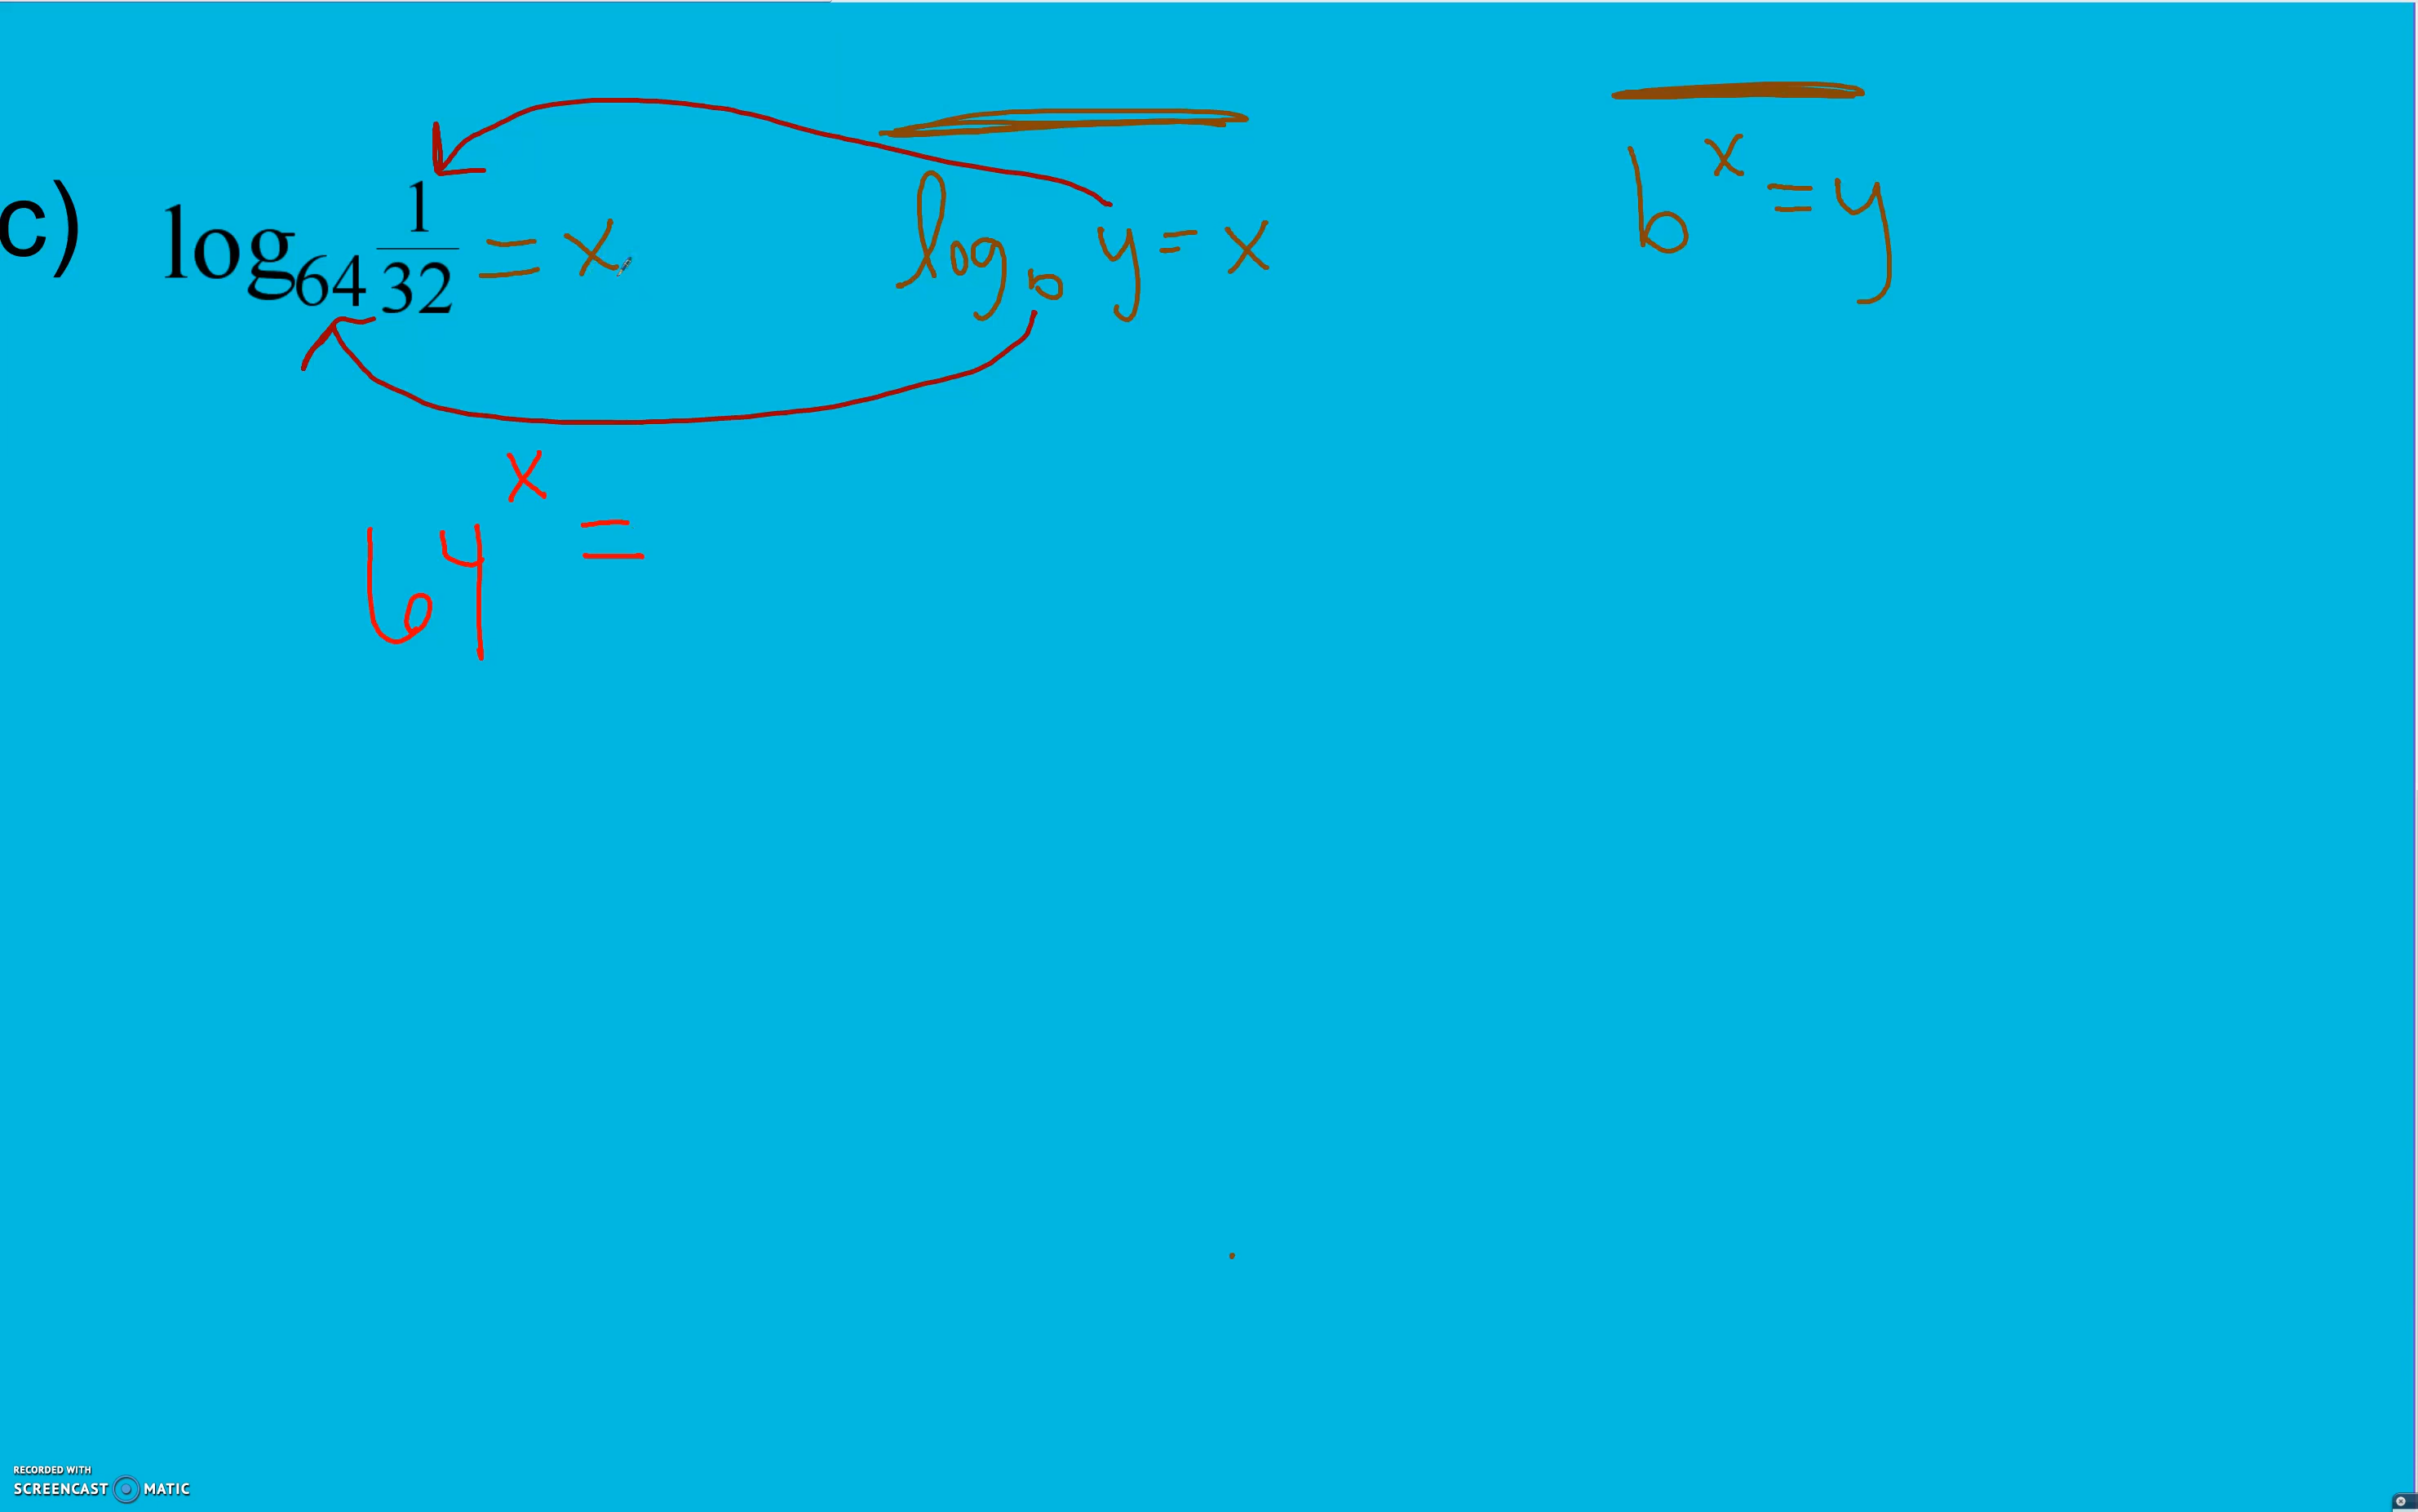 c) log₆₄ 1/32 = x   log_b y = x   b^x = y
64^x =
RECORDED WITH
SCREENCAST MATIC